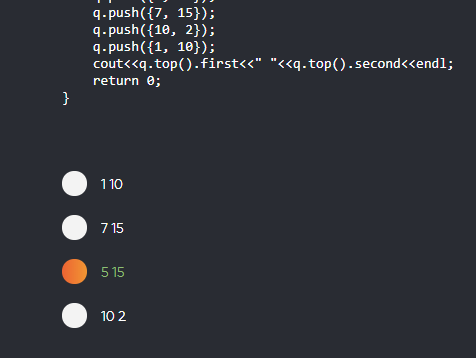 q.push({7, 15});
q.push({10, 2});
q.push({1, 10});
cout<<q.top().first<<" "<<q.top().second<<endl;
return 0;
}
1 10
7 15
5 15
10 2